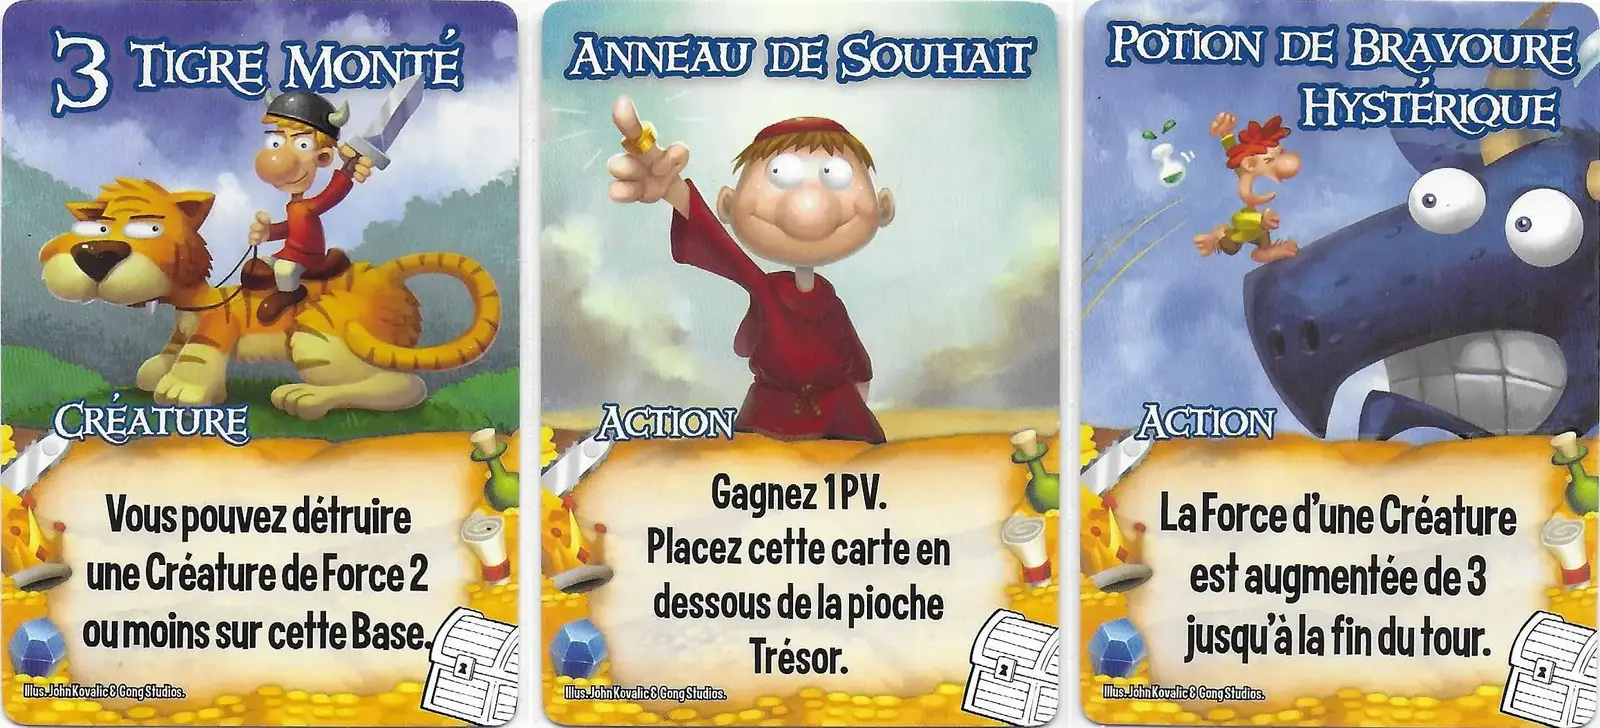 3 Tigre Monté
Créature
Vous pouvez détruire
une Créature de Force 2
ou moins sur cette Base.
Illus. John Kovalic & Gong Studios.
Anneau de Souhait
Action
Gagnez 1 PV.
Placez cette carte en
dessous de la pioche
Trésor.
Illus. John Kovalic & Gong Studios.
Potion de Bravoure
Hystérique
Action
La Force d'une Créature
est augmentée de 3
jusqu'à la fin du tour.
Illus. John Kovalic & Gong Studios.